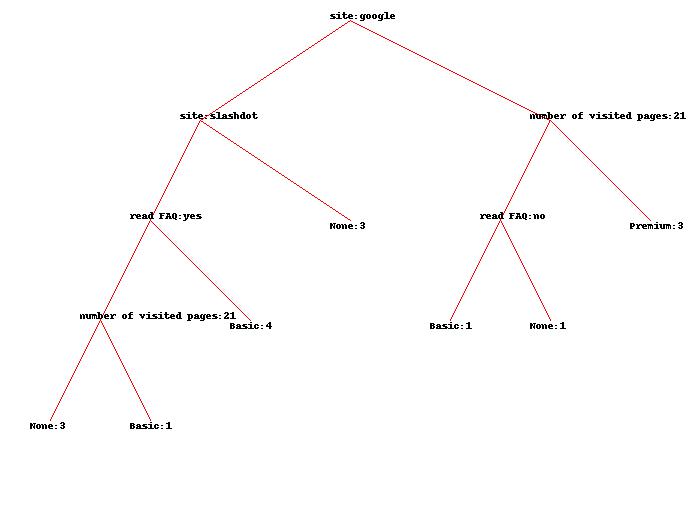 site:google
site:slashdot
number of visited pages:21
read FAQ:yes
None:3
read FAQ:no
Premium:3
number of visited pages:21
Basic:4
Basic:1
None:1
None:3
Basic:1